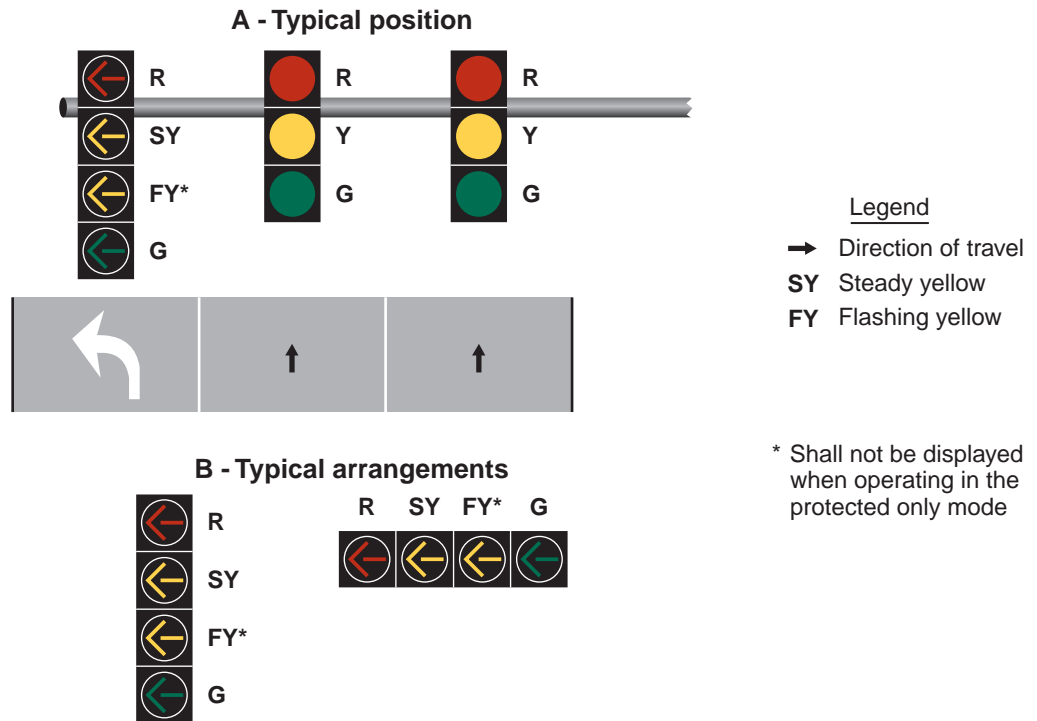 A - Typical position
R
SY
FY*
G
R
Y
G
R
Y
G
Legend
Direction of travel
SY Steady yellow
FY Flashing yellow
* Shall not be displayed
when operating in the
protected only mode
B - Typical arrangements
R
SY
FY*
G
R SY FY* G